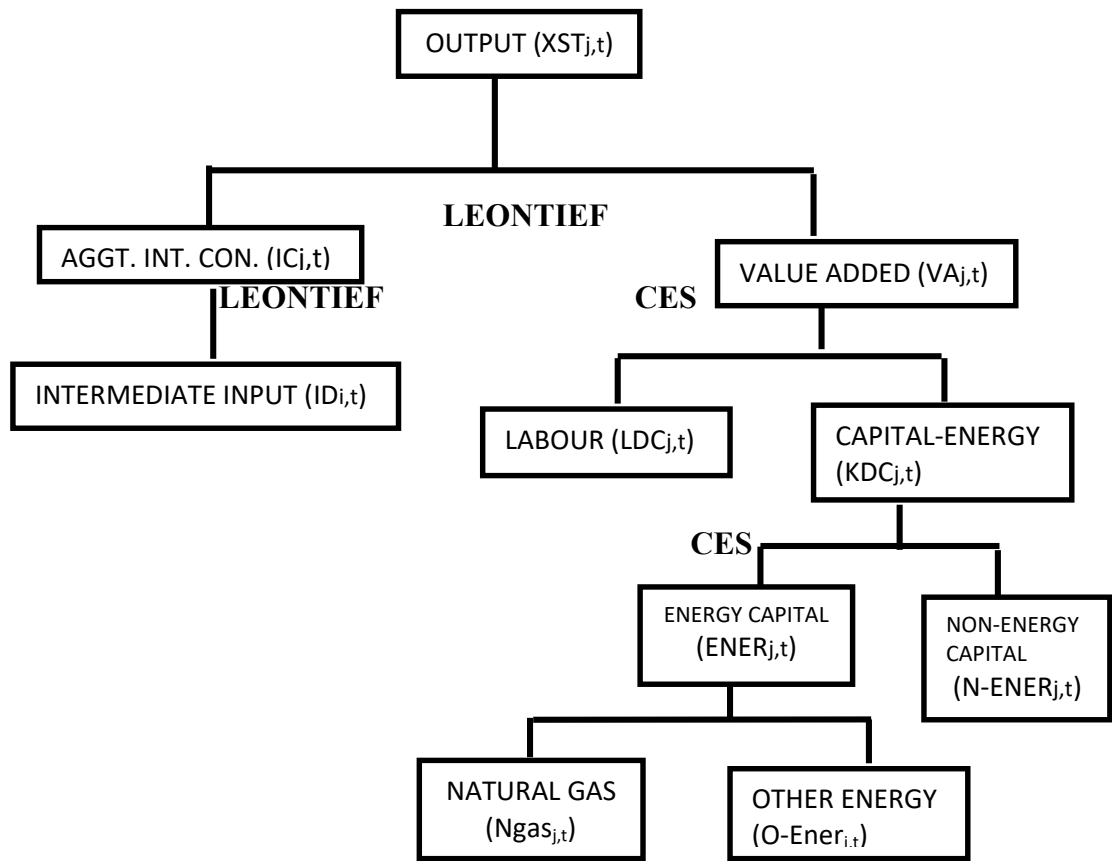 OUTPUT (XSTj,t)
LEONTIEF
AGGT. INT. CON. (ICj,t)
VALUE ADDED (VAj,t)
LEONTIEF
CES
INTERMEDIATE INPUT (IDi,t)
LABOUR (LDCj,t)
CAPITAL-ENERGY
(KDCj,t)
CES
ENERGY CAPITAL
(ENERj,t)
NON-ENERGY
CAPITAL
(N-ENERj,t)
NATURAL GAS
(Ngasj,t)
OTHER ENERGY
(O-Enerj,t)